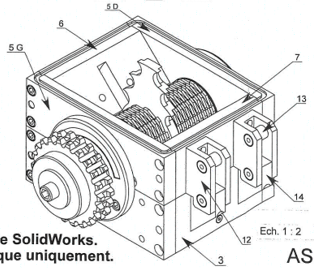 5 D
6
5 G
7
13
14
12
3
e SolidWorks.
que uniquement.
Ech. 1 : 2
AS